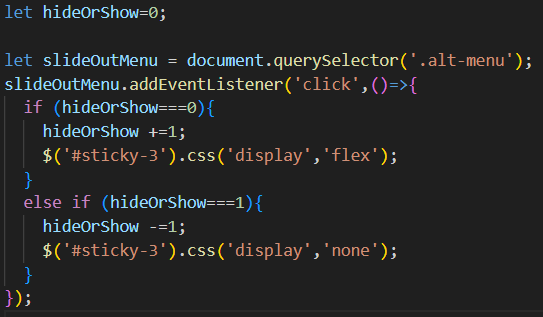 let hideOrShow=0;
let slideOutMenu = document.querySelector('.alt-menu');
slideOutMenu.addEventListener('click',()=>{
  if (hideOrShow===0){
    hideOrShow +=1;
    $('#sticky-3').css('display','flex');
  }
  else if (hideOrShow===1){
    hideOrShow -=1;
    $('#sticky-3').css('display','none');
  }
});